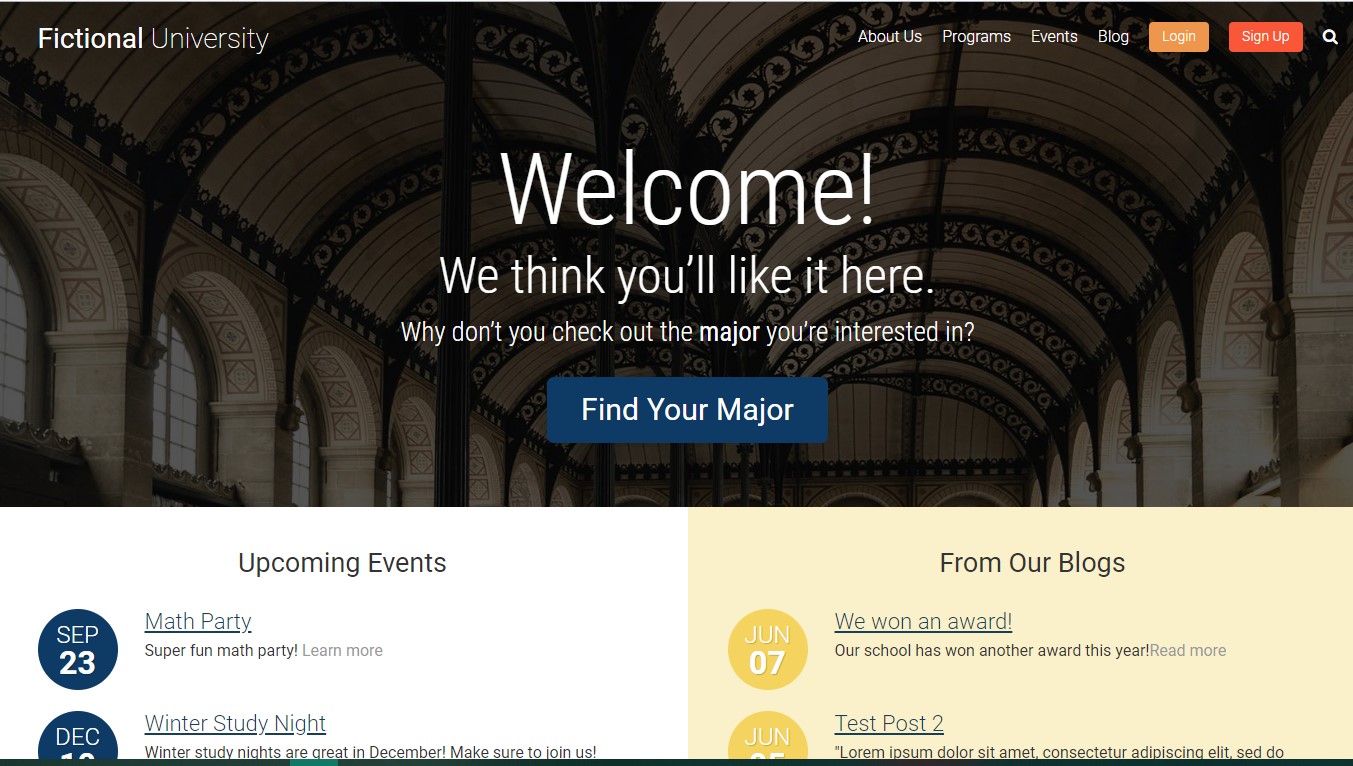 Fictional University
About Us Programs Events Blog Login Sign Up
Welcome!
We think you’ll like it here.
Why don’t you check out the major you’re interested in?
Find Your Major
Upcoming Events
SEP
23
Math Party
Super fun math party! Learn more
DEC
Winter Study Night
Winter study nights are great in December! Make sure to join us!
From Our Blogs
JUN
07
We won an award!
Our school has won another award this year!Read more
JUN
Test Post 2
"Lorem ipsum dolor sit amet, consectetur adipiscing elit, sed do